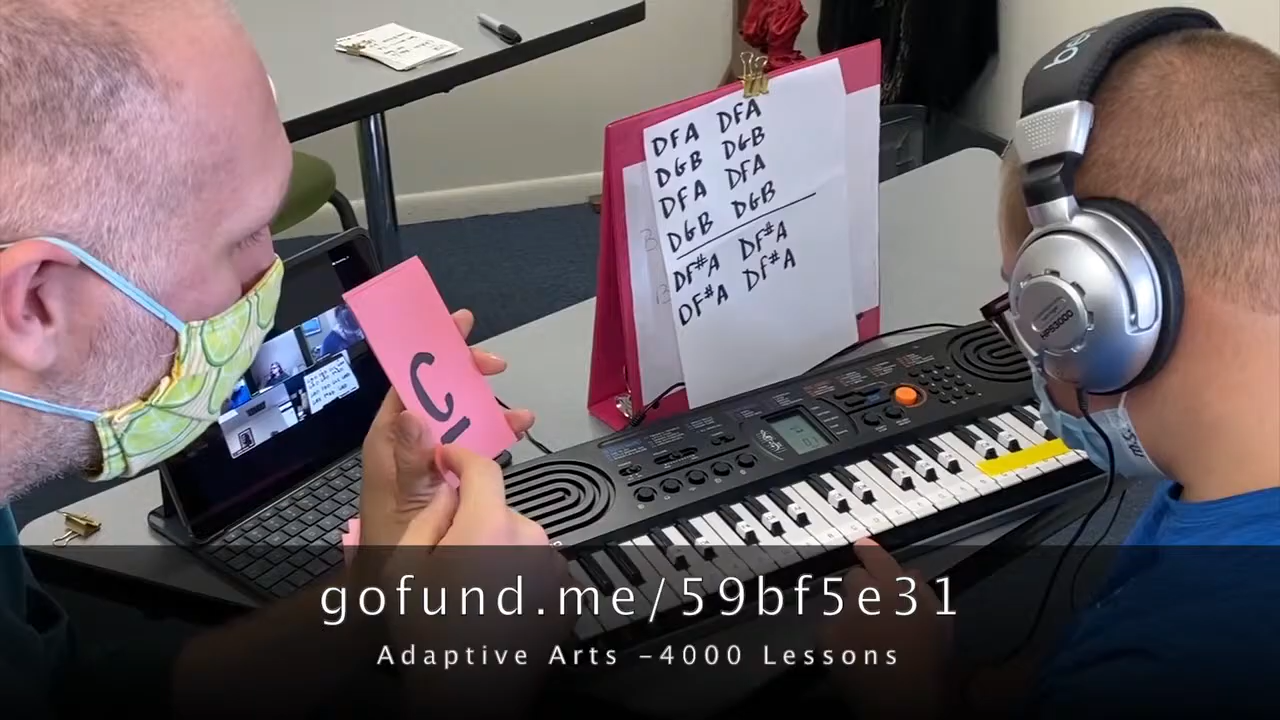 DFA DFA
DGB DGB
DFA DFA
DGB DGB
DF#A DF#A
DF#A DF#A
C
HPS3000
gofund.me/59bf5e31
Adaptive Arts –4000 Lessons